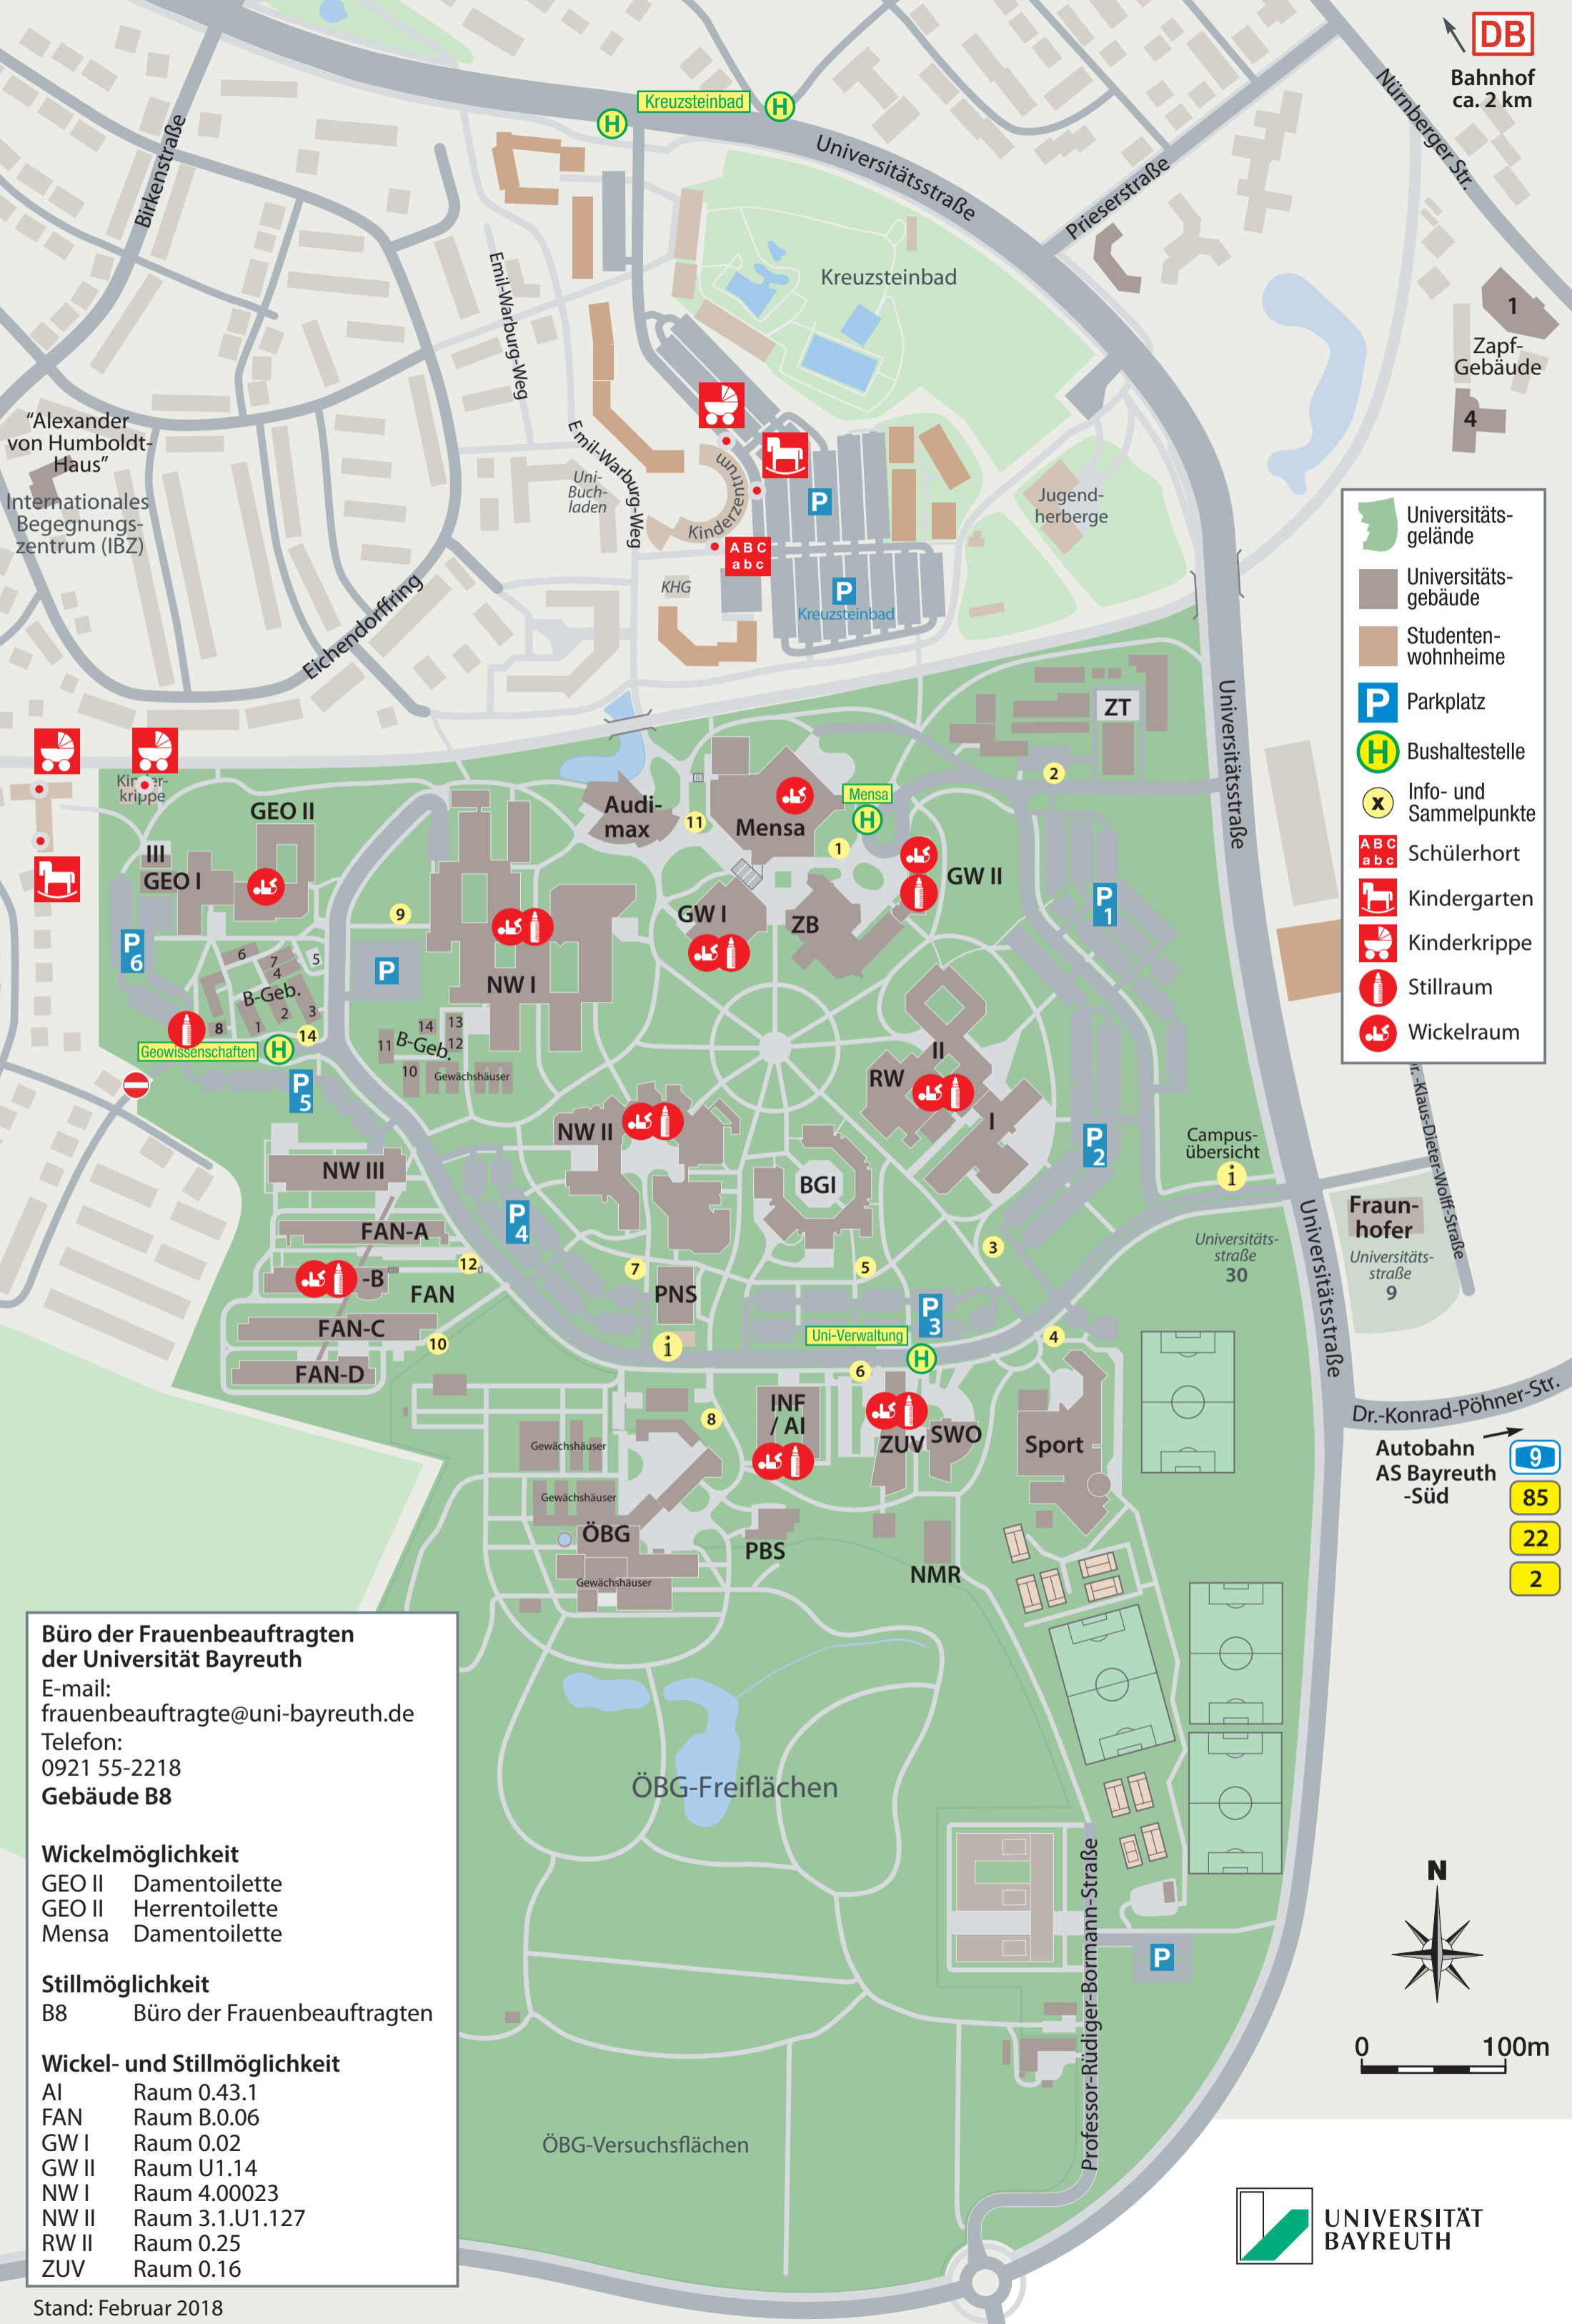 DB
Bahnhof
ca. 2 km
Nürnberger Str.
Kreuzsteinbad
H
H
Universitätsstraße
Prieserstraße
Birkenstraße
Emil-Warburg-Weg
Kreuzsteinbad
1
Zapf-
Gebäude
4
"Alexander
von Humboldt-
Haus"
Internationales
Begegnungs-
zentrum (IBZ)
Emil-Warburg-Weg
Uni-
Buch-
laden
Kinderzentrum
P
Jugend-
herberge
A B C
a b c
KHG
P
Kreuzsteinbad
Eichendorffring
Universitäts-
gelände
Universitäts-
gebäude
Studenten-
wohnheime
P Parkplatz
H Bushaltestelle
x Info- und
Sammelpunkte
A B C
a b c Schülerhort
Kindergarten
Kinderkrippe
Stillraum
Wickelraum
Universitätsstraße
ZT
2
Kinder-
krippe
GEO II
III
GEO I
Audi-
max
11
Mensa
Mensa
H
1
GW II
P
1
9
GW I
ZB
P
6
P
NW I
6
7
4
5
B-Geb.
3
2
1
8
14
Geowissenschaften
H
P
5
11
14
13
B-Geb.
12
10
Gewächshäuser
II
RW
I
NW II
BGI
P
2
Campus-
übersicht
i
Dr.-Klaus-Dieter-Wolff-Straße
NW III
FAN-A
-B
FAN
FAN-C
FAN-D
12
10
P
4
7
PNS
i
5
3
Universitäts-
straße
30
Fraun-
hofer
Universitäts-
straße
9
Universitätsstraße
Uni-Verwaltung
P
3
H
6
4
8
INF
/ AI
ZUV
SWO
Sport
Dr.-Konrad-Pöhner-Str.
Autobahn
AS Bayreuth
-Süd
9
85
22
2
Gewächshäuser
Gewächshäuser
ÖBG
Gewächshäuser
PBS
NMR
Büro der Frauenbeauftragten
der Universität Bayreuth
E-mail:
frauenbeauftragte@uni-bayreuth.de
Telefon:
0921 55-2218
Gebäude B8
Wickelmöglichkeit
GEO II Damentoilette
GEO II Herrentoilette
Mensa Damentoilette
Stillmöglichkeit
B8 Büro der Frauenbeauftragten
Wickel- und Stillmöglichkeit
AI Raum 0.43.1
FAN Raum B.0.06
GW I Raum 0.02
GW II Raum U1.14
NW I Raum 4.00023
NW II Raum 3.1.U1.127
RW II Raum 0.25
ZUV Raum 0.16
Stand: Februar 2018
ÖBG-Freiflächen
ÖBG-Versuchsflächen
Professor-Rüdiger-Bormann-Straße
P
N
0 100m
UNIVERSITÄT
BAYREUTH